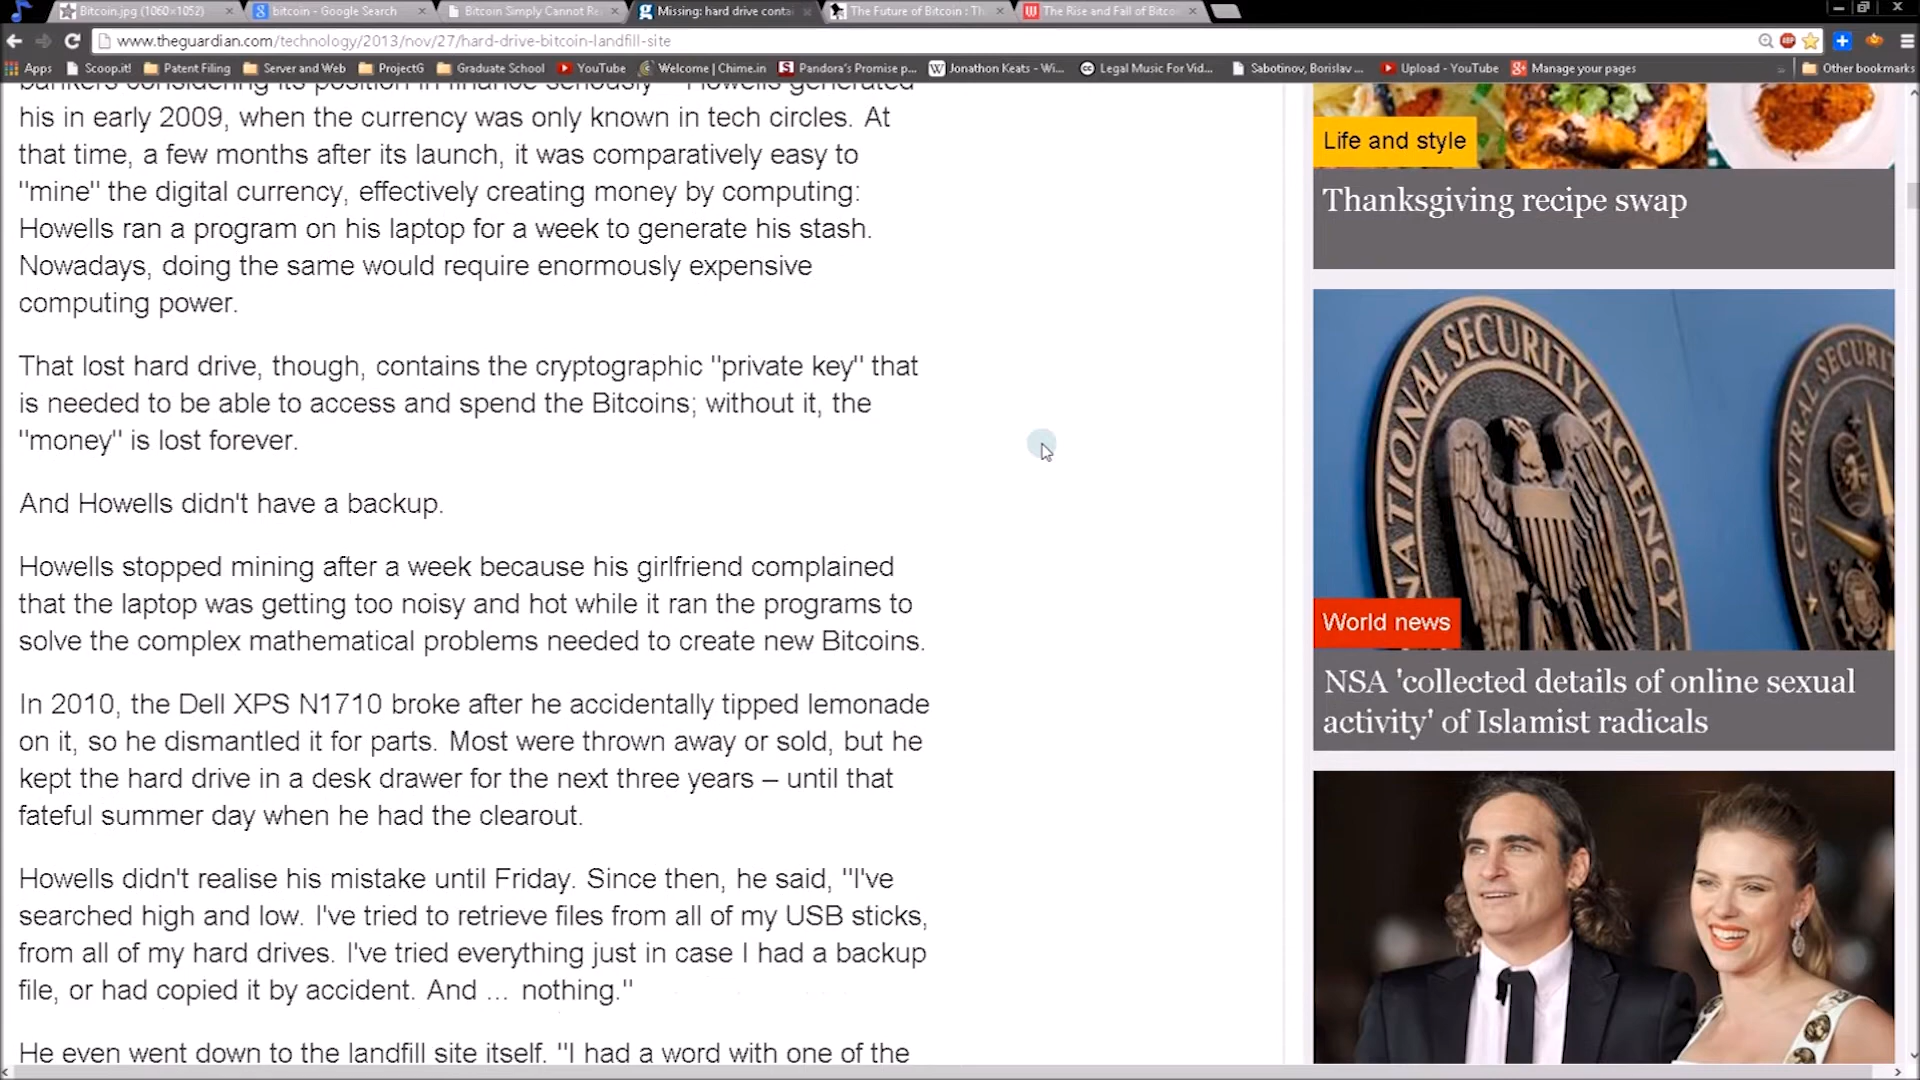 Bitcoin.jpg (1060×1052)
bitcoin - Google Search
Bitcoin Simply Cannot Re
Missing: hard drive conta
The Future of Bitcoin : Th
The Rise and Fall of Bitco
www.theguardian.com/technology/2013/nov/27/hard-drive-bitcoin-landfill-site
Apps Scoop.it! Patent Filing Server and Web ProjectG Graduate School YouTube Welcome | Chime.in Pandora's Promise p... Jonathon Keats - Wi... Legal Music For Vid... Sabotinov, Borislav ... Upload - YouTube Manage your pages Other bookmarks
bankers considering its position in finance seriously – Howells generated
his in early 2009, when the currency was only known in tech circles. At
that time, a few months after its launch, it was comparatively easy to
"mine" the digital currency, effectively creating money by computing:
Howells ran a program on his laptop for a week to generate his stash.
Nowadays, doing the same would require enormously expensive
computing power.
That lost hard drive, though, contains the cryptographic "private key" that
is needed to be able to access and spend the Bitcoins; without it, the
"money" is lost forever.
And Howells didn't have a backup.
Howells stopped mining after a week because his girlfriend complained
that the laptop was getting too noisy and hot while it ran the programs to
solve the complex mathematical problems needed to create new Bitcoins.
In 2010, the Dell XPS N1710 broke after he accidentally tipped lemonade
on it, so he dismantled it for parts. Most were thrown away or sold, but he
kept the hard drive in a desk drawer for the next three years – until that
fateful summer day when he had the clearout.
Howells didn't realise his mistake until Friday. Since then, he said, "I've
searched high and low. I've tried to retrieve files from all of my USB sticks,
from all of my hard drives. I've tried everything just in case I had a backup
file, or had copied it by accident. And ... nothing."
He even went down to the landfill site itself. "I had a word with one of the
Life and style
Thanksgiving recipe swap
NATIONAL SECURITY AGENCY
CENTRAL SECURI
World news
NSA 'collected details of online sexual
activity' of Islamist radicals